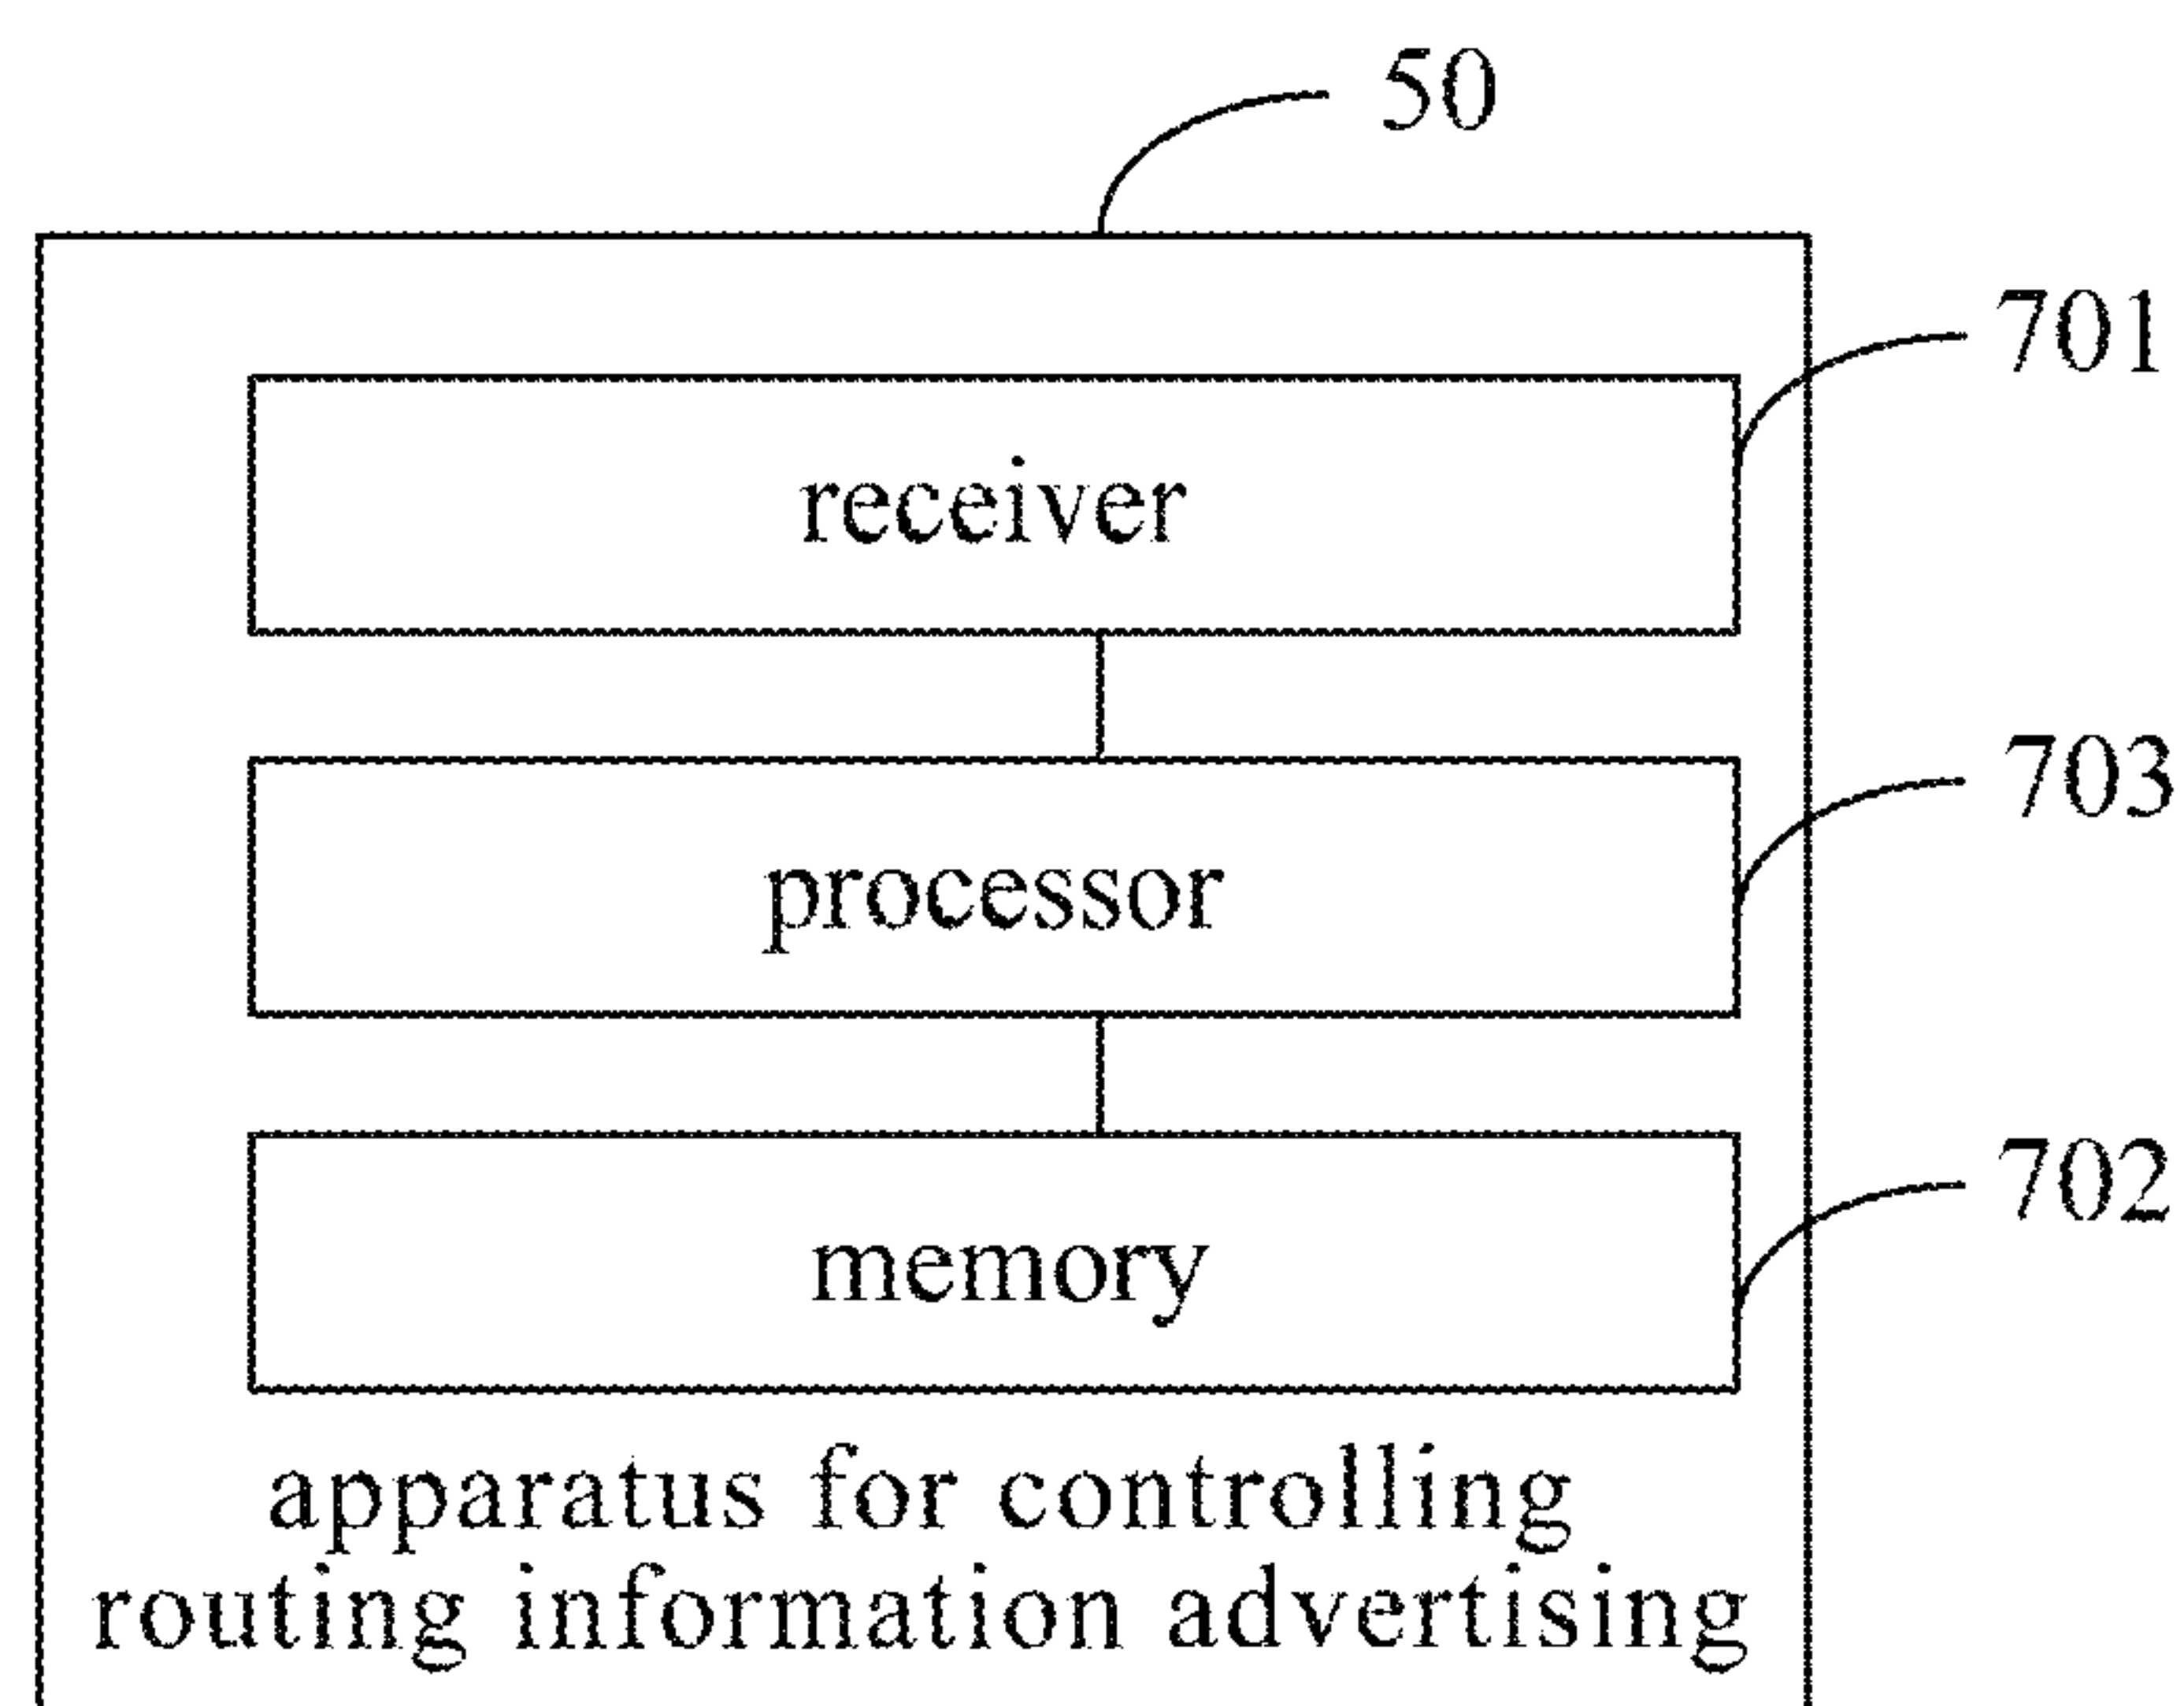 50
701
receiver
703
processor
702
memory
apparatus for controlling
routing information advertising